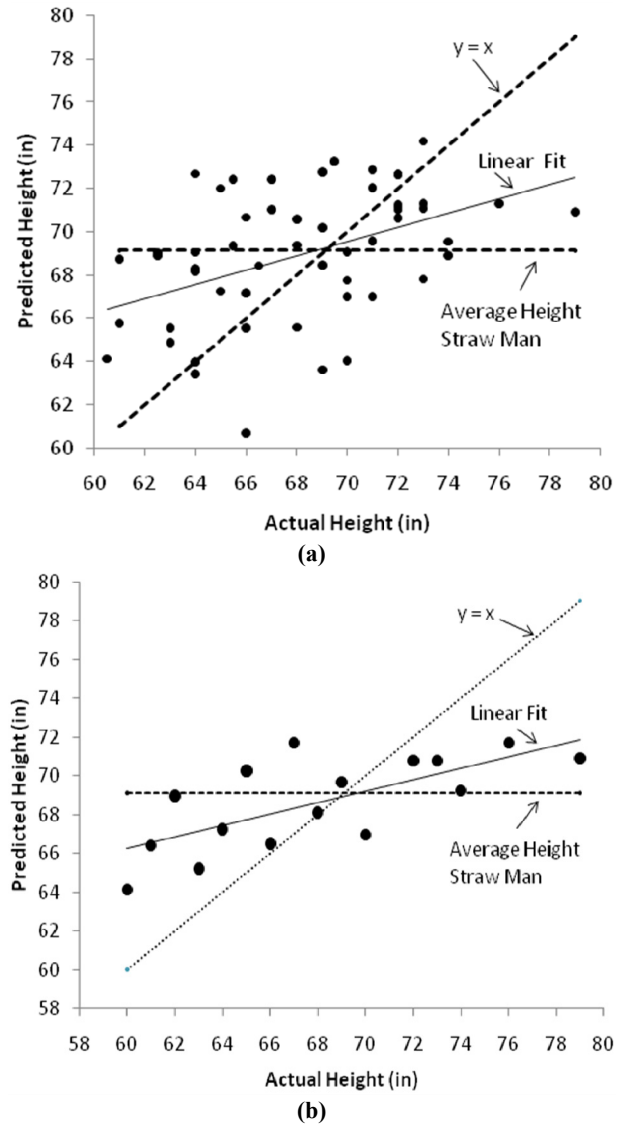 80
78
76
74
72
70
68
66
64
62
60
Predicted Height (in)
y = x
Linear Fit
Average Height
Straw Man
60 62 64 66 68 70 72 74 76 78 80
Actual Height (in)
(a)
80
78
76
74
72
70
68
66
64
62
60
58
Predicted Height (in)
y = x
Linear Fit
Average Height
Straw Man
58 60 62 64 66 68 70 72 74 76 78 80
Actual Height (in)
(b)